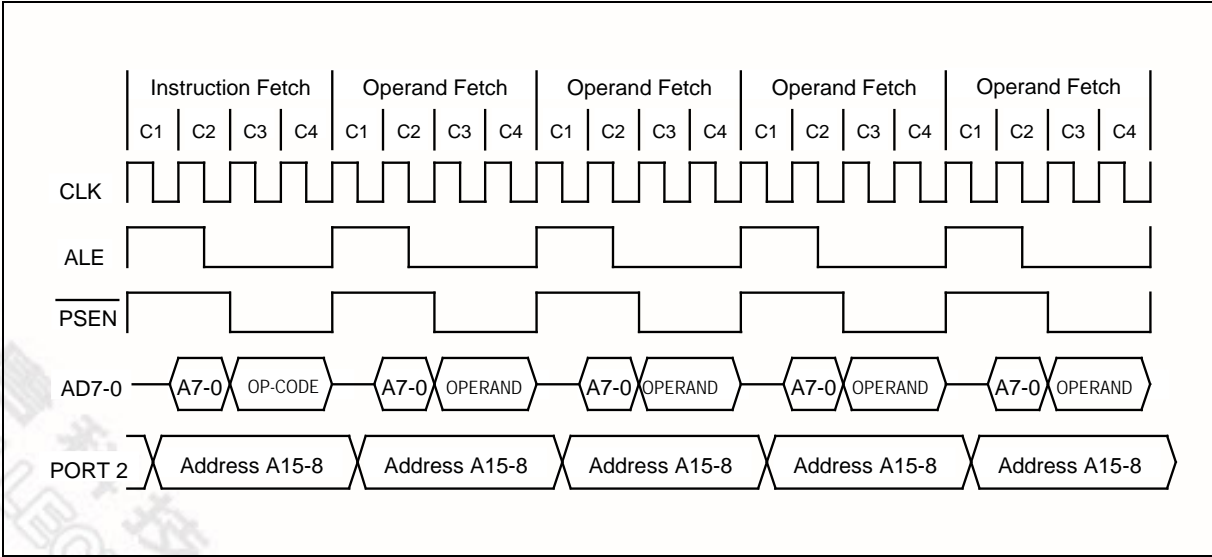 Instruction Fetch Operand Fetch Operand Fetch Operand Fetch Operand Fetch
C1 C2 C3 C4 C1 C2 C3 C4 C1 C2 C3 C4 C1 C2 C3 C4 C1 C2 C3 C4
CLK
ALE
PSEN
AD7-0 A7-0 OP-CODE A7-0 OPERAND A7-0 OPERAND A7-0 OPERAND A7-0 OPERAND
PORT 2 Address A15-8 Address A15-8 Address A15-8 Address A15-8 Address A15-8